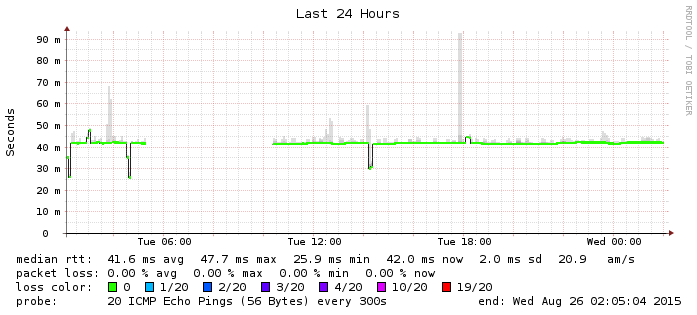 Last 24 Hours
RRDTOOL / TOBI OETIKER
Seconds
90 m
80 m
70 m
60 m
50 m
40 m
30 m
20 m
10 m
0
Tue 06:00 Tue 12:00 Tue 18:00 Wed 00:00
median rtt: 41.6 ms avg 47.7 ms max 25.9 ms min 42.0 ms now 2.0 ms sd 20.9 am/s
packet loss: 0.00 % avg 0.00 % max 0.00 % min 0.00 % now
loss color: 0 1/20 2/20 3/20 4/20 10/20 19/20
probe: 20 ICMP Echo Pings (56 Bytes) every 300s end: Wed Aug 26 02:05:04 2015